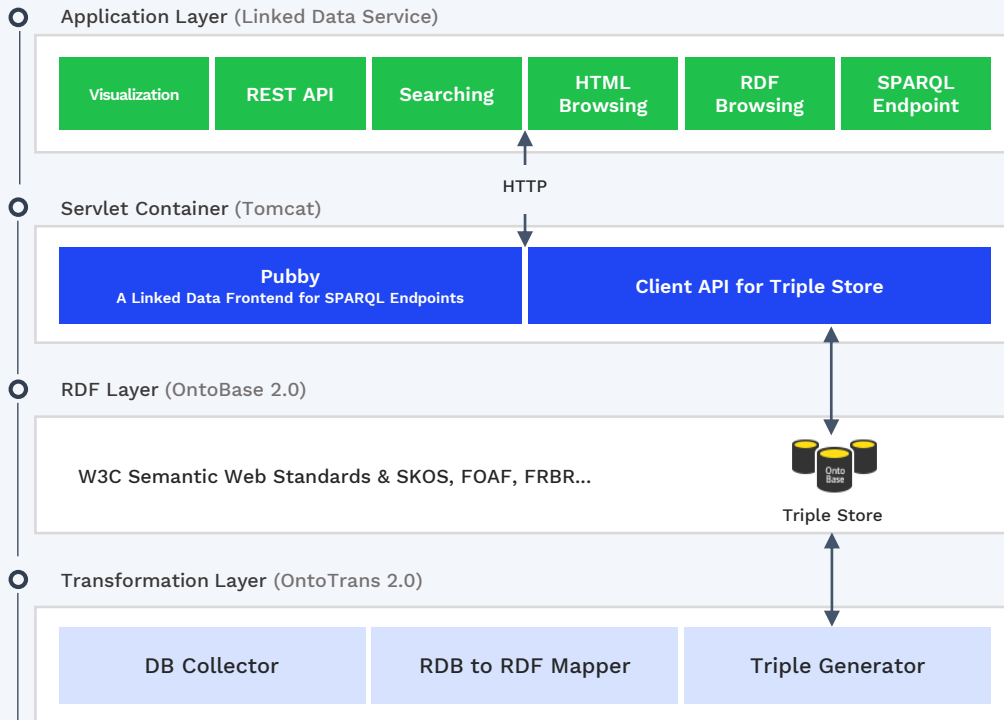 Application Layer (Linked Data Service)
Visualization
REST API
Searching
HTML
Browsing
RDF
Browsing
SPARQL
Endpoint
HTTP
Servlet Container (Tomcat)
Pubby
A Linked Data Frontend for SPARQL Endpoints
Client API for Triple Store
RDF Layer (OntoBase 2.0)
W3C Semantic Web Standards & SKOS, FOAF, FRBR...
Onto
Base
Triple Store
Transformation Layer (OntoTrans 2.0)
DB Collector
RDB to RDF Mapper
Triple Generator